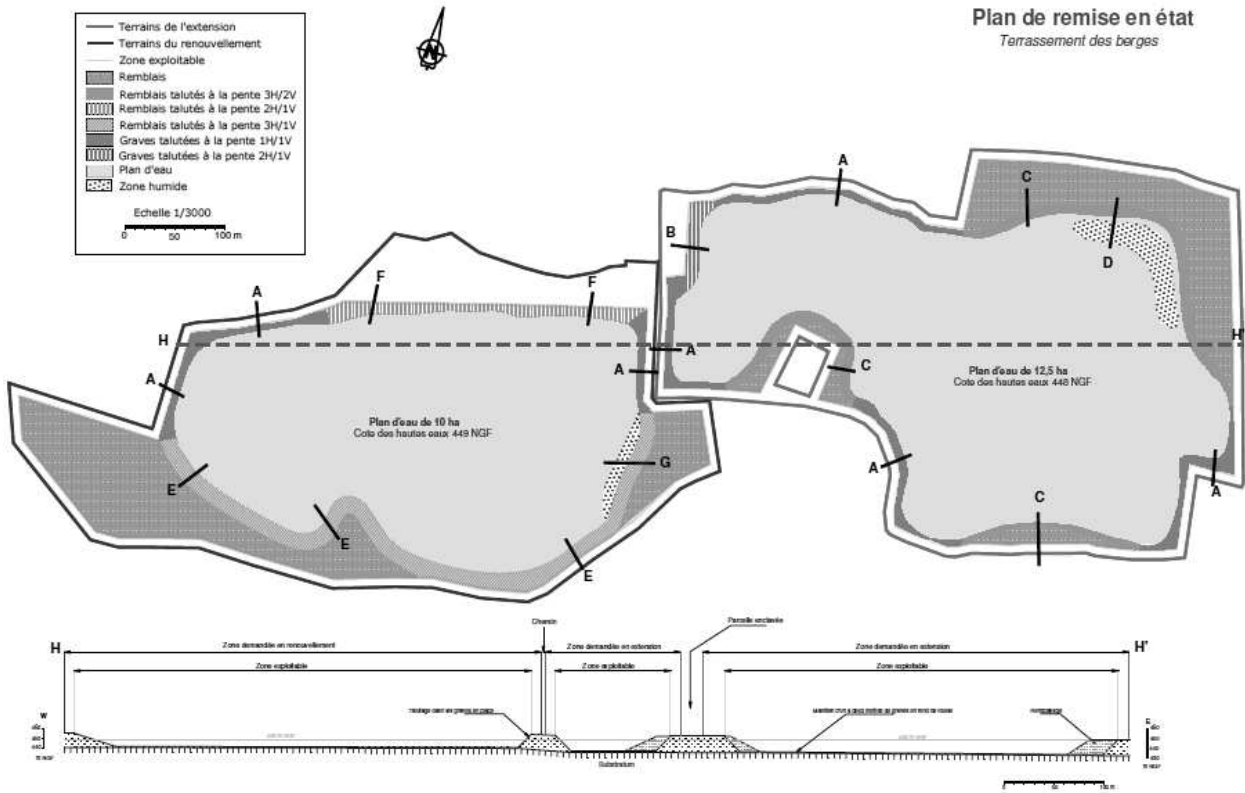 Plan de remise en état
Terrassement des berges
N
Terrains de l'extension
Terrains du renouvellement
Zone exploitable
Remblais
Remblais talutés à la pente 3H/2V
Remblais talutés à la pente 2H/1V
Remblais talutés à la pente 3H/1V
Graves talutées à la pente 1H/1V
Graves talutées à la pente 2H/1V
Plan d'eau
Zone humide
Echelle 1/3000
0 50 100 m
A
C
B
D
A
F
F
H
H'
A
A
A
C
Plan d'eau de 12,5 ha
Cote des hautes eaux 448 NGF
Plan d'eau de 10 ha
Cote des hautes eaux 449 NGF
G
E
A
A
C
E
E
H
Chemin
Parcelle enclavée
H'
Zone demandée en renouvellement
Zone demandée en extension
Zone demandée en extension
Zone exploitable
Zone exploitable
Zone exploitable
W
E
Substratum
0 50 100 m